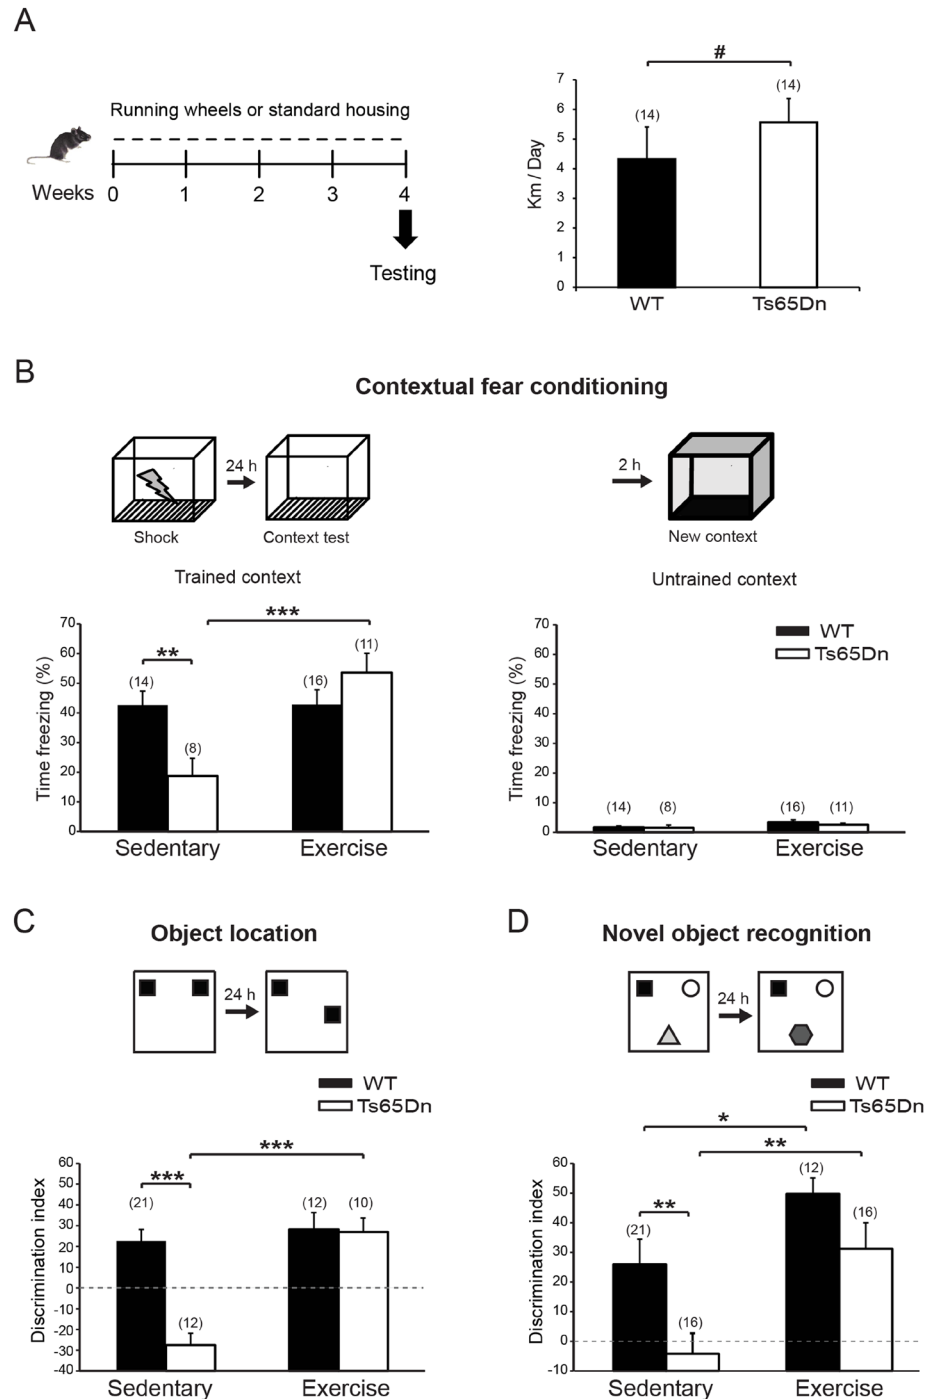 A
Running wheels or standard housing
Weeks 0 1 2 3 4
Testing
#
Km / Day
7
6
5
4
3
2
1
0
(14)
(14)
WT
Ts65Dn
B
Contextual fear conditioning
24 h
Shock
Context test
2 h
New context
Trained context
***
**
Time freezing (%)
70
60
50
40
30
20
10
0
(14)
(8)
(16)
(11)
Sedentary
Exercise
Untrained context
WT
Ts65Dn
Time freezing (%)
70
60
50
40
30
20
10
0
(14)
(8)
(16)
(11)
Sedentary
Exercise
C
Object location
24 h
WT
Ts65Dn
***
***
Discrimination index
60
50
40
30
20
10
0
-10
-20
-30
-40
(21)
(12)
(12)
(10)
Sedentary
Exercise
D
Novel object recognition
24 h
WT
Ts65Dn
*
**
**
Discrimination index
60
50
40
30
20
10
0
-10
(21)
(16)
(12)
(16)
Sedentary
Exercise